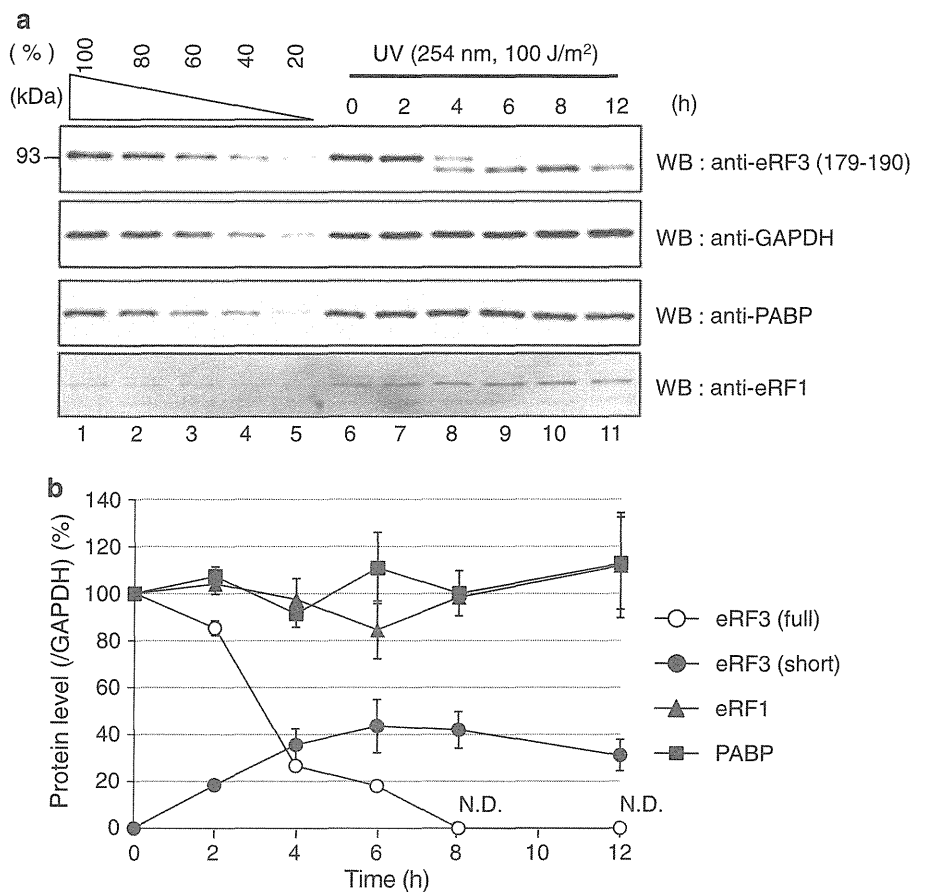 a
( % ) 100 80 60 40 20 UV (254 nm, 100 J/m²)
(kDa) 0 2 4 6 8 12 (h)
93 WB : anti-eRF3 (179-190)
WB : anti-GAPDH
WB : anti-PABP
WB : anti-eRF1
1 2 3 4 5 6 7 8 9 10 11
b
Protein level (/GAPDH) (%)
140
120
100
80
60
40
20
0
N.D. N.D.
0 2 4 6 8 10 12
Time (h)
eRF3 (full)
eRF3 (short)
eRF1
PABP